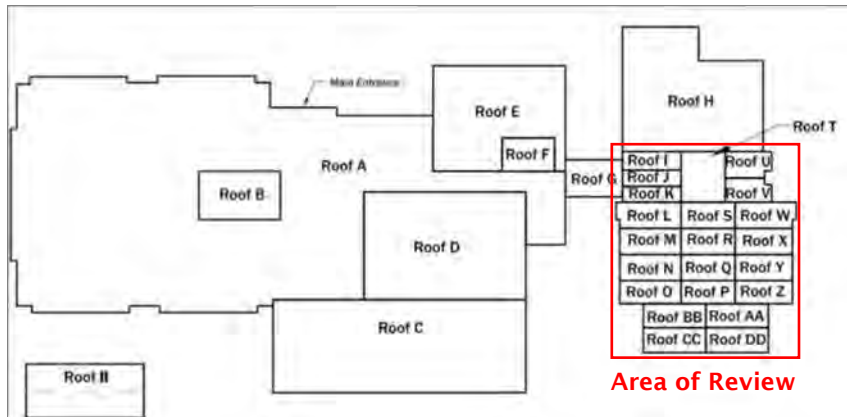 Main Entrance
Roof E
Roof H
Roof T
Roof F
Roof I
Roof U
Roof A
Roof J
Roof G
Roof K
Roof V
Roof B
Roof L
Roof S
Roof W
Roof D
Roof M
Roof R
Roof X
Roof N
Roof Q
Roof Y
Roof O
Roof P
Roof Z
Roof C
Roof BB
Roof AA
Roof CC
Roof DD
Roof II
Area of Review